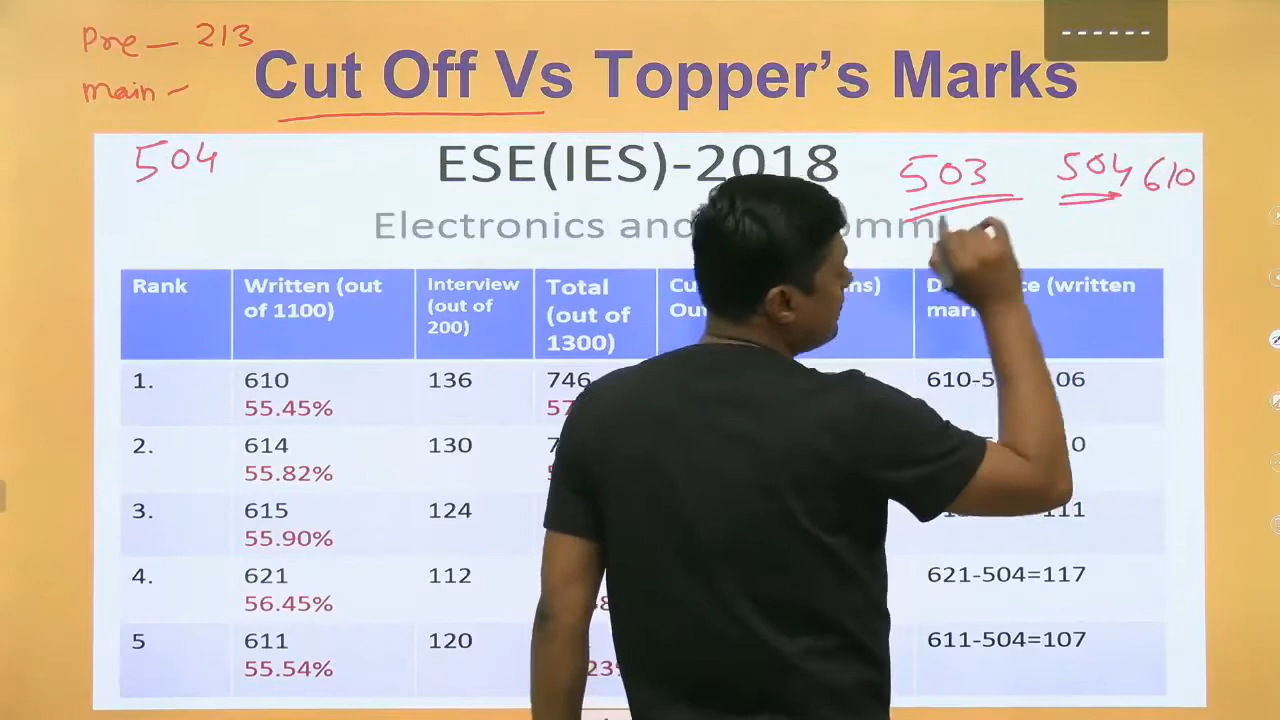 Pre - 213
Main -
Cut Off Vs Topper's Marks
504
ESE(IES)-2018
503
504 610
Electronics and
Rank
Written (out of 1100)
Interview (out of 200)
Total (out of 1300)
(written
1.
610
55.45%
136
746
106
2.
614
55.82%
130
3.
615
55.90%
124
111
4.
621
56.45%
112
621-504=117
5
611
55.54%
120
611-504=107